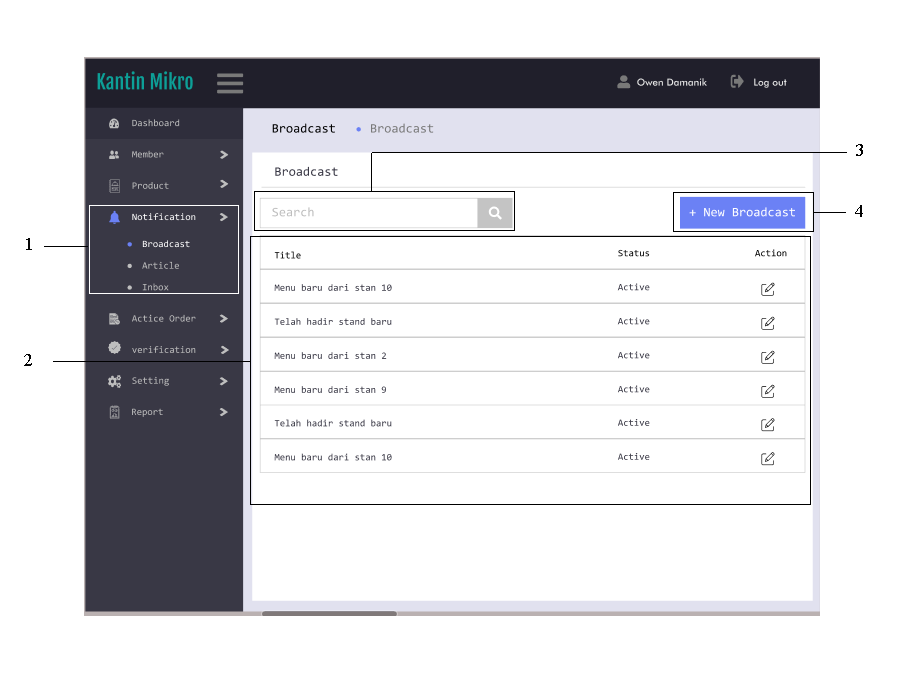 Kantin Mikro
Owen Damanik
Log out
Dashboard
Member
Product
Notification
Broadcast
Article
Inbox
Actice Order
verification
Setting
Report
Broadcast • Broadcast
Broadcast
Search
+ New Broadcast
Title Status Action
Menu baru dari stan 10 Active
Telah hadir stand baru Active
Menu baru dari stan 2 Active
Menu baru dari stan 9 Active
Telah hadir stand baru Active
Menu baru dari stan 10 Active
1
2
3
4